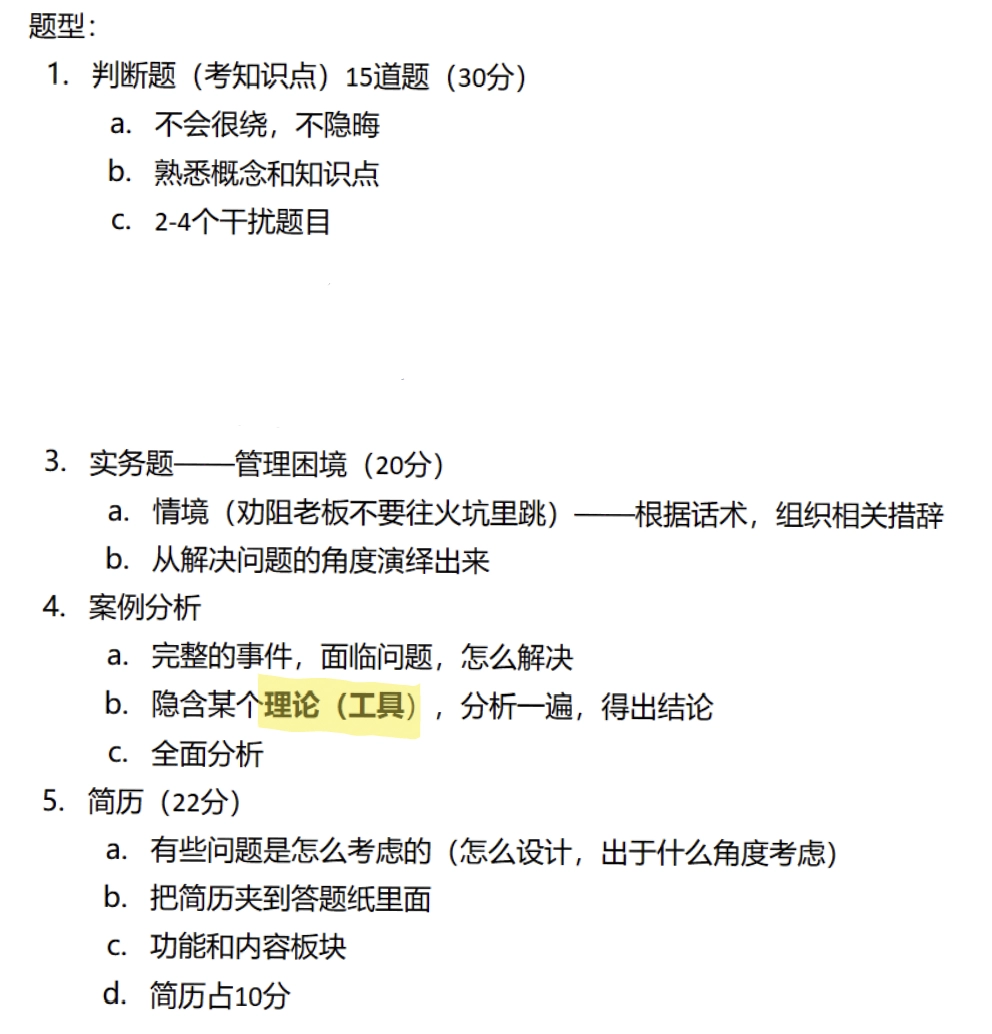 题型：
1. 判断题（考知识点）15道题（30分）
a. 不会很绕，不隐晦
b. 熟悉概念和知识点
c. 2-4个干扰题目
3. 实务题——管理困境（20分）
a. 情境（劝阻老板不要往火坑里跳）——根据话术，组织相关措辞
b. 从解决问题的角度演绎出来
4. 案例分析
a. 完整的事件，面临问题，怎么解决
b. 隐含某个理论（工具），分析一遍，得出结论
c. 全面分析
5. 简历（22分）
a. 有些问题是怎么考虑的（怎么设计，出于什么角度考虑）
b. 把简历夹到答题纸里面
c. 功能和内容板块
d. 简历占10分